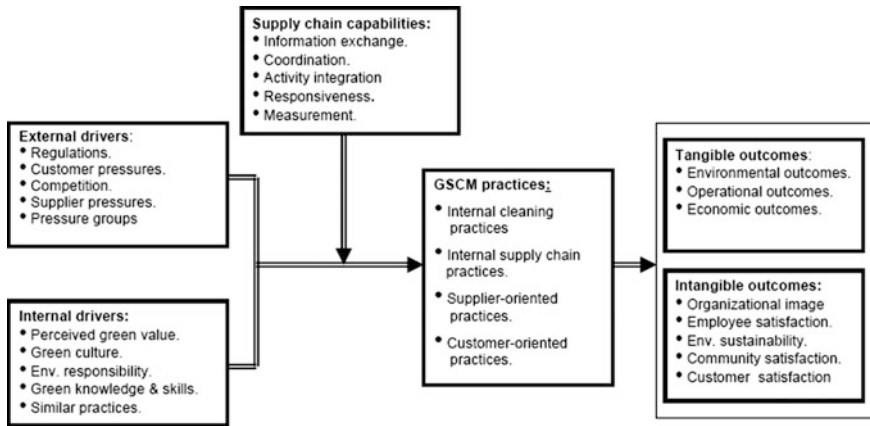 Supply chain capabilities:
• Information exchange.
• Coordination.
• Activity integration
• Responsiveness.
• Measurement.
External drivers:
• Regulations.
• Customer pressures.
• Competition.
• Supplier pressures.
• Pressure groups
Internal drivers:
• Perceived green value.
• Green culture.
• Env. responsibility.
• Green knowledge & skills.
• Similar practices.
GSCM practices:
• Internal cleaning
practices
• Internal supply chain
practices.
• Supplier-oriented
practices.
• Customer-oriented
practices.
Tangible outcomes:
• Environmental outcomes.
• Operational outcomes.
• Economic outcomes.
Intangible outcomes:
• Organizational image
• Employee satisfaction.
• Env. sustainability.
• Community satisfaction.
• Customer satisfaction